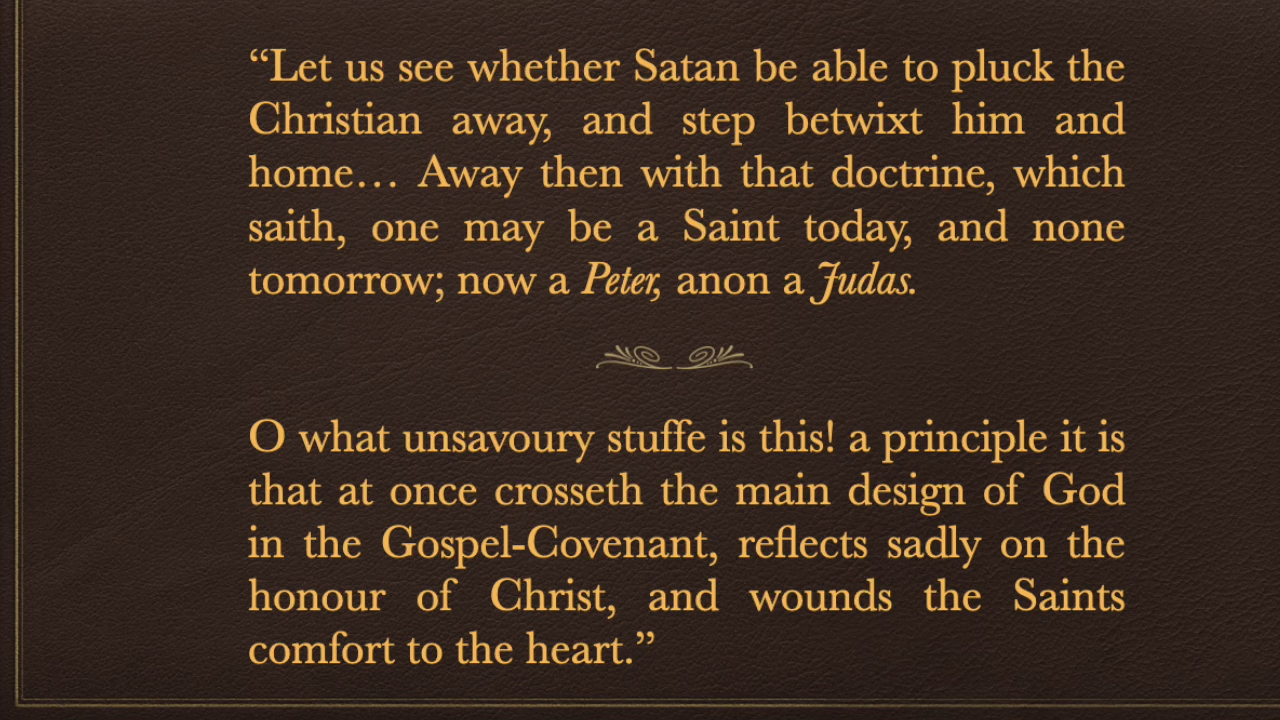 “Let us see whether Satan be able to pluck the
Christian away, and step betwixt him and
home… Away then with that doctrine, which
saith, one may be a Saint today, and none
tomorrow; now a Peter, anon a Judas.
O what unsavoury stuffe is this! a principle it is
that at once crosseth the main design of God
in the Gospel-Covenant, reflects sadly on the
honour of Christ, and wounds the Saints
comfort to the heart.”